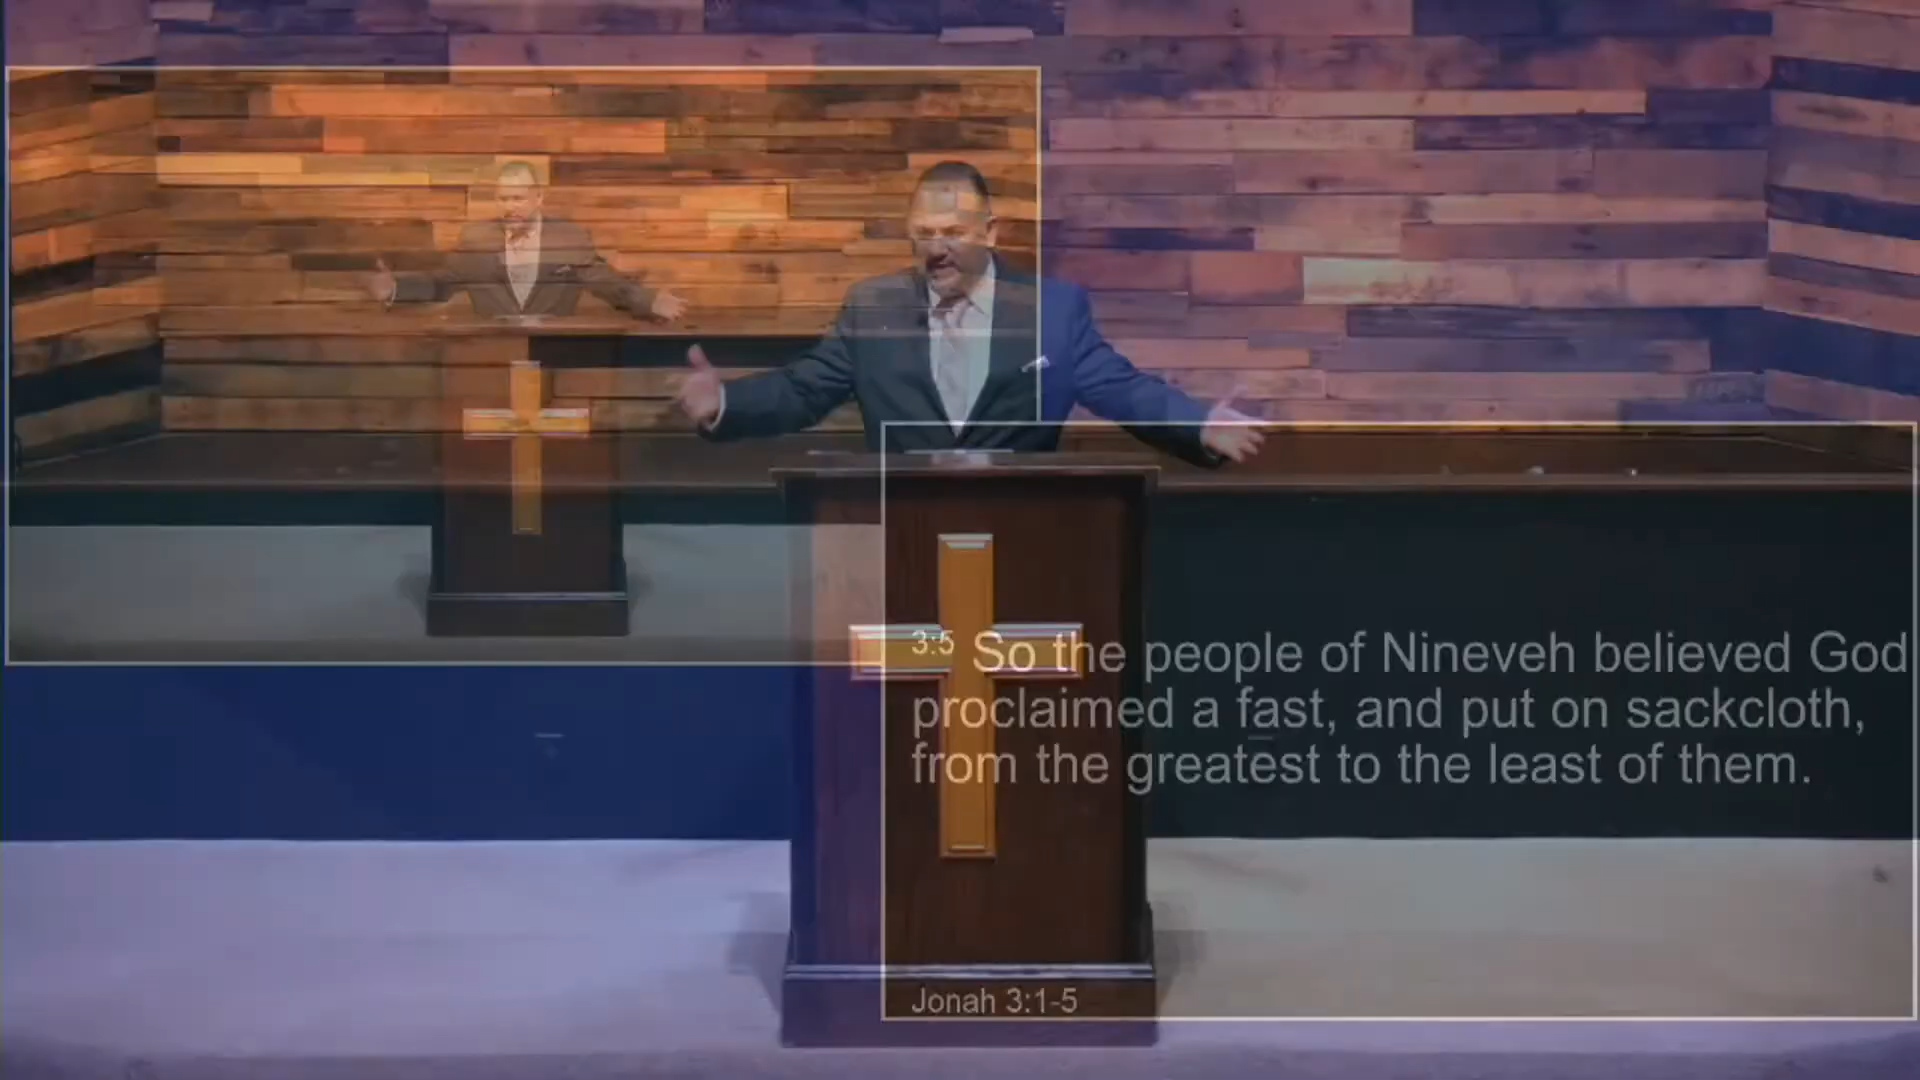 3:5 So the people of Nineveh believed God
proclaimed a fast, and put on sackcloth,
from the greatest to the least of them.
Jonah 3:1-5